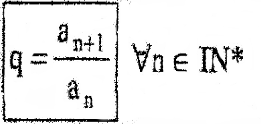 q = a_{n+1} / a_n ∀n ∈ IN*